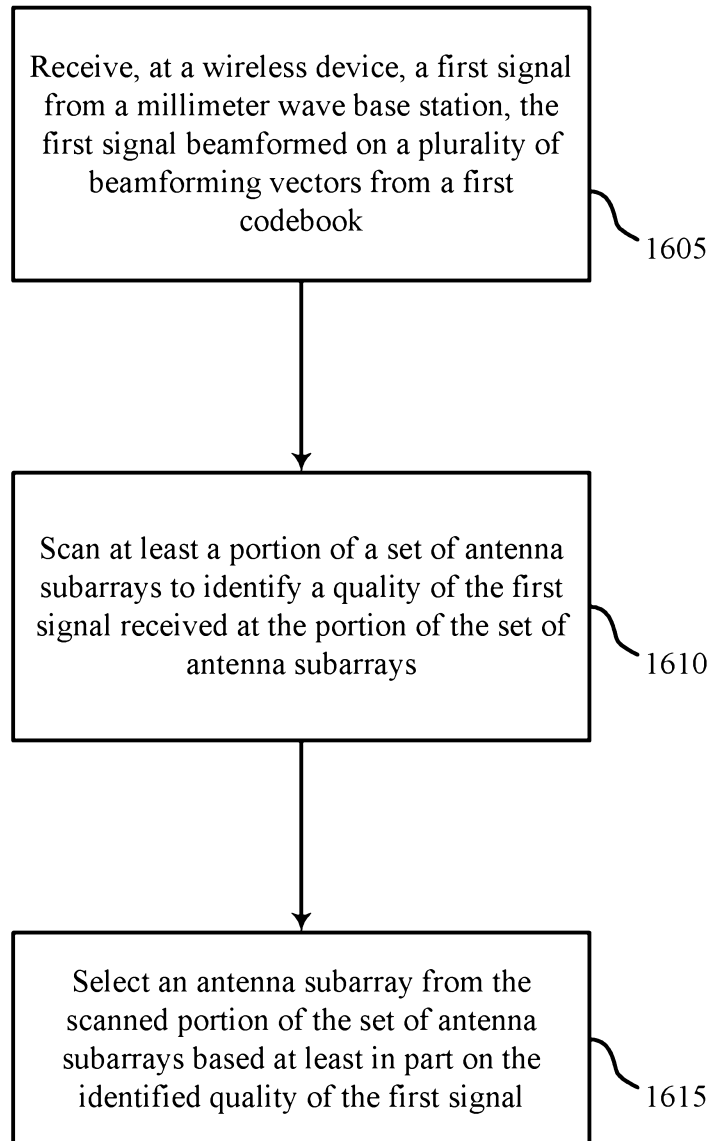 Receive, at a wireless device, a first signal
from a millimeter wave base station, the
first signal beamformed on a plurality of
beamforming vectors from a first
codebook
1605
Scan at least a portion of a set of antenna
subarrays to identify a quality of the first
signal received at the portion of the set of
antenna subarrays
1610
Select an antenna subarray from the
scanned portion of the set of antenna
subarrays based at least in part on the
identified quality of the first signal
1615